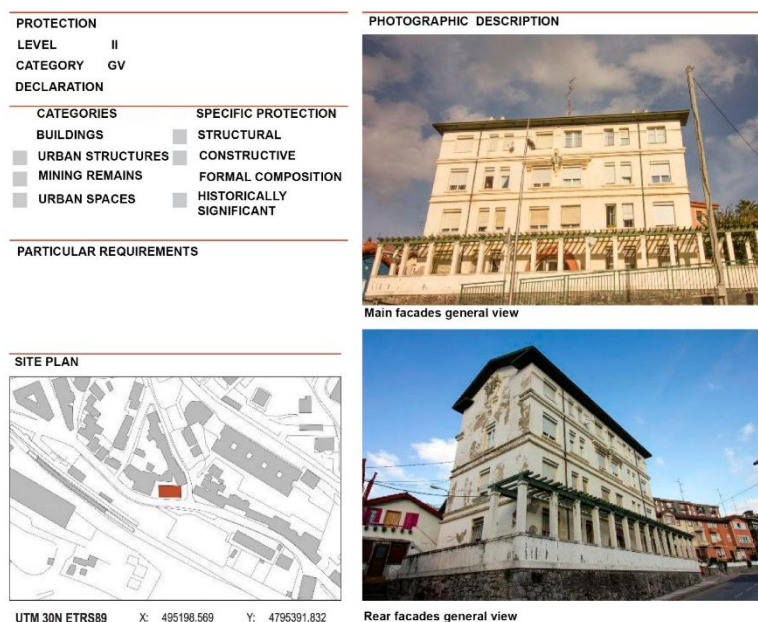 PROTECTION
LEVEL II
CATEGORY GV
DECLARATION
CATEGORIES
BUILDINGS
URBAN STRUCTURES
MINING REMAINS
URBAN SPACES
SPECIFIC PROTECTION
STRUCTURAL
CONSTRUCTIVE
FORMAL COMPOSITION
HISTORICALLY
SIGNIFICANT
PARTICULAR REQUIREMENTS
SITE PLAN
UTM 30N ETRS89 X: 495198.569 Y: 4795391.832
PHOTOGRAPHIC DESCRIPTION
Main facades general view
Rear facades general view